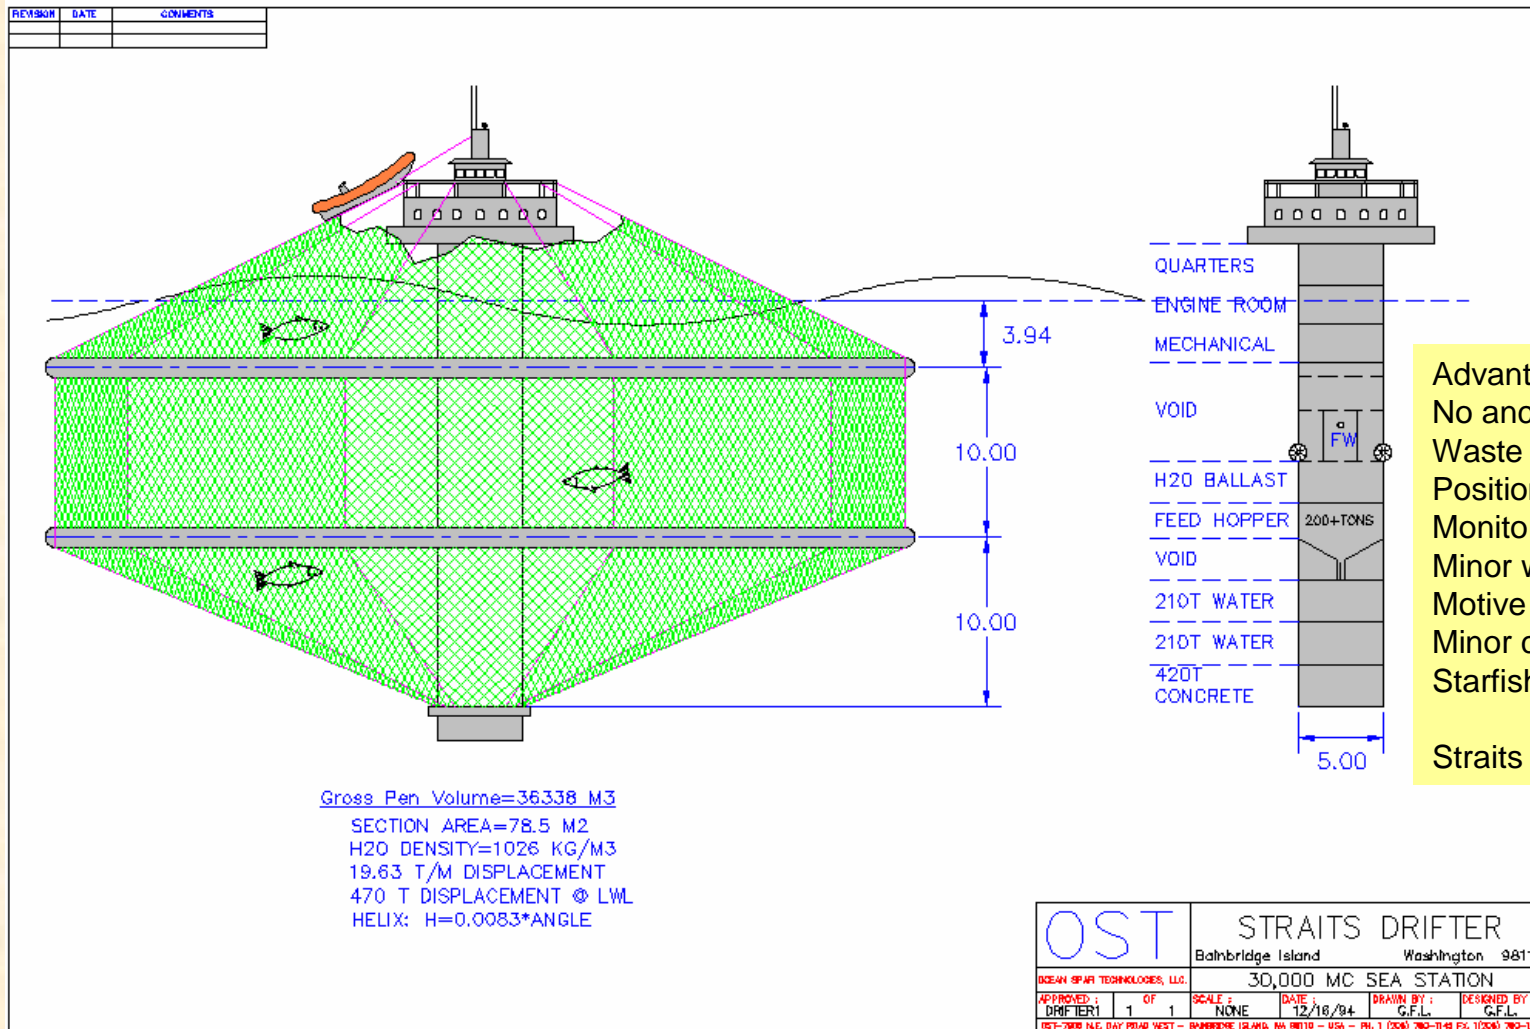 REVISION DATE COMMENTS
3.94
10.00
10.00
QUARTERS
ENGINE ROOM
MECHANICAL
VOID
FW
H20 BALLAST
FEED HOPPER 200+TONS
VOID
210T WATER
210T WATER
420T
CONCRETE
5.00
Advant
No anc
Waste
Position
Monito
Minor w
Motive
Minor c
Starfish
Straits
Gross Pen Volume=36338 M3
SECTION AREA=78.5 M2
H2O DENSITY=1026 KG/M3
19.63 T/M DISPLACEMENT
470 T DISPLACEMENT @ LWL
HELIX: H=0.0083*ANGLE
OST
STRAITS DRIFTER
Bainbridge Island Washington 9811
OCEAN SPAR TECHNOLOGIES, LLC.
30,000 MC SEA STATION
APPROVED : OF SCALE : DATE : DRAWN BY : DESIGNED BY
DRIFTER1 1 1 NONE 12/16/94 G.F.L. G.F.L.